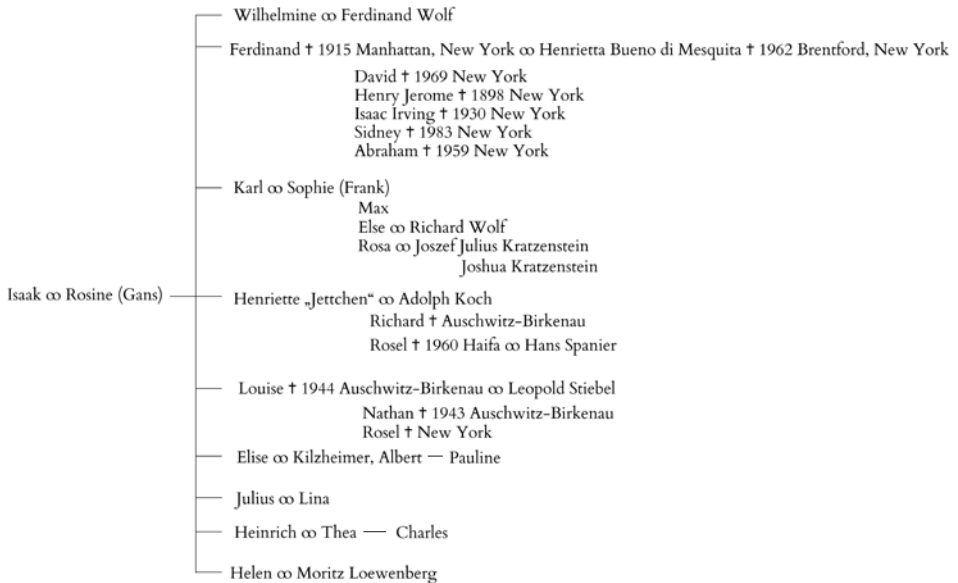 Wilhelmine ∞ Ferdinand Wolf
Ferdinand † 1915 Manhattan, New York ∞ Henrietta Bueno di Mesquita † 1962 Brentford, New York
David † 1969 New York
Henry Jerome † 1898 New York
Isaac Irving † 1930 New York
Sidney † 1983 New York
Abraham † 1959 New York
Karl ∞ Sophie (Frank)
Max
Else ∞ Richard Wolf
Rosa ∞ Joszef Julius Kratzenstein
Joshua Kratzenstein
Isaak ∞ Rosine (Gans)
Henriette „Jettchen“ ∞ Adolph Koch
Richard † Auschwitz-Birkenau
Rosel † 1960 Haifa ∞ Hans Spanier
Louise † 1944 Auschwitz-Birkenau ∞ Leopold Stiebel
Nathan † 1943 Auschwitz-Birkenau
Rosel † New York
Elise ∞ Kilzheimer, Albert — Pauline
Julius ∞ Lina
Heinrich ∞ Thea — Charles
Helen ∞ Moritz Loewenberg